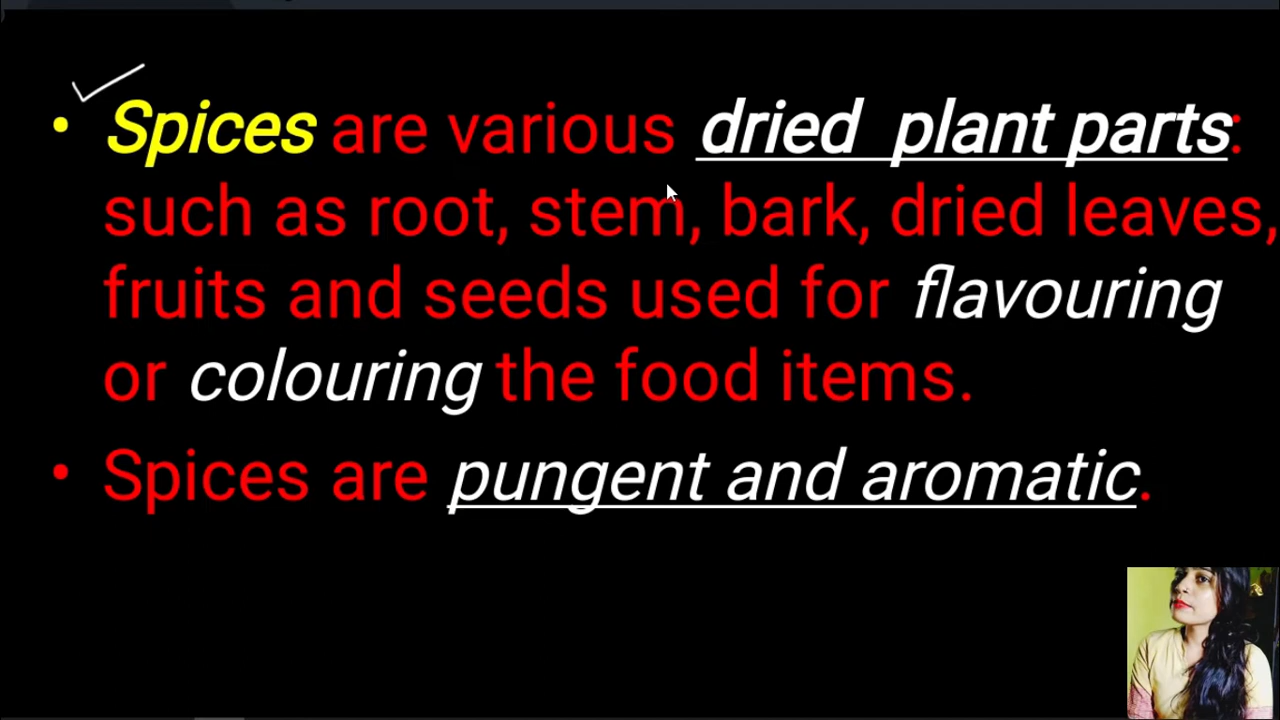 • Spices are various dried plant parts:
such as root, stem, bark, dried leaves,
fruits and seeds used for flavouring
or colouring the food items.
• Spices are pungent and aromatic.